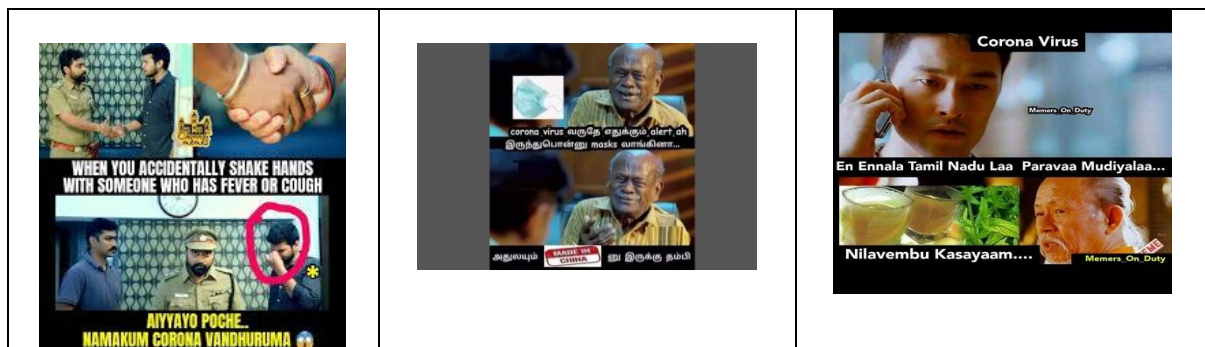 WHEN YOU ACCIDENTALLY SHAKE HANDS
WITH SOMEONE WHO HAS FEVER OR COUGH
AIYYAYO POCHE..
NAMAKUM CORONA VANDHURUMA
corona virus வருதே எதுக்கும் alert ah
இருந்துபொன்னு masks வாங்கினா...
அதுலயும் MADE IN CHINA னு இருக்கு தம்பி
Corona Virus
Memers_On_Duty
En Ennala Tamil Nadu Laa Paravaa Mudiyalaa...
Nilavembu Kasayaam....
Memers_On_Duty